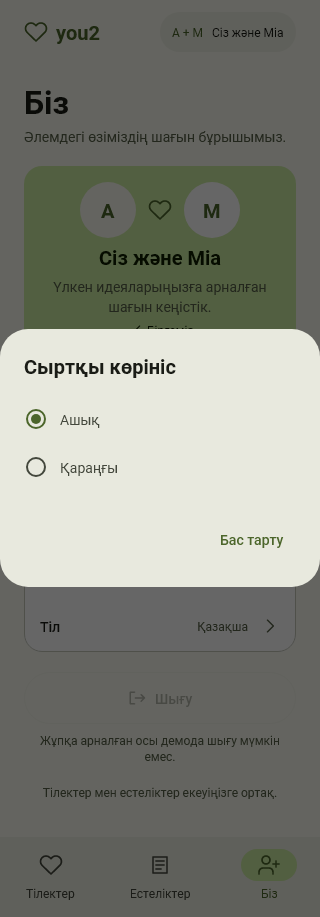 you2
A + M Сіз және Mia
Біз
Әлемдегі өзіміздің шағын бұрышымыз.
A
M
Сіз және Mia
Үлкен идеяларыңызға арналған
шағын кеңістік.
Сыртқы көрініс
Ашық
Қараңғы
Бас тарту
Тіл
Қазақша
Шығу
Жұпқа арналған осы демода шығу мүмкін
емес.
Тілектер мен естеліктер екеуіңізге ортақ.
Тілектер
Естеліктер
Біз